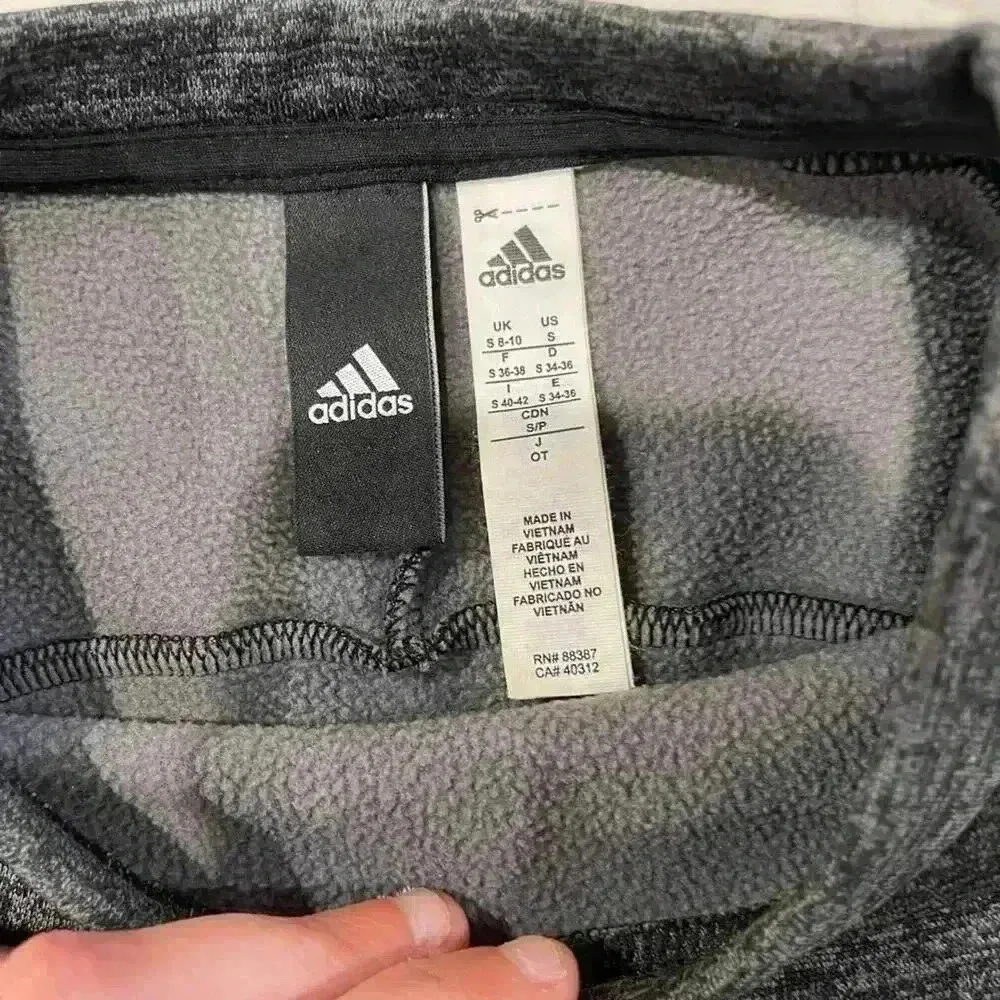 adidas
adidas
UK US
S 8-10 S
F D
S 36-38 S 34-36
I E
S 40-42 S 34-36
CDN
S/P
J
OT
MADE IN
VIETNAM
FABRIQUÉ AU
VIÊTNAM
HECHO EN
VIETNAM
FABRICADO NO
VIETNÃN
RN# 88387
CA# 40312